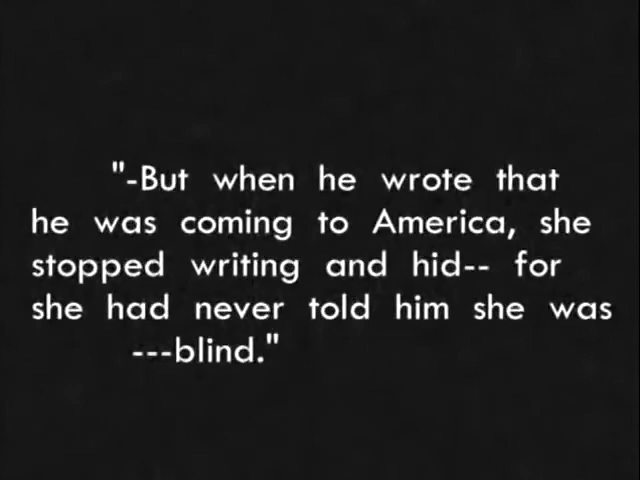 "-But when he wrote that
he was coming to America, she
stopped writing and hid-- for
she had never told him she was
---blind."